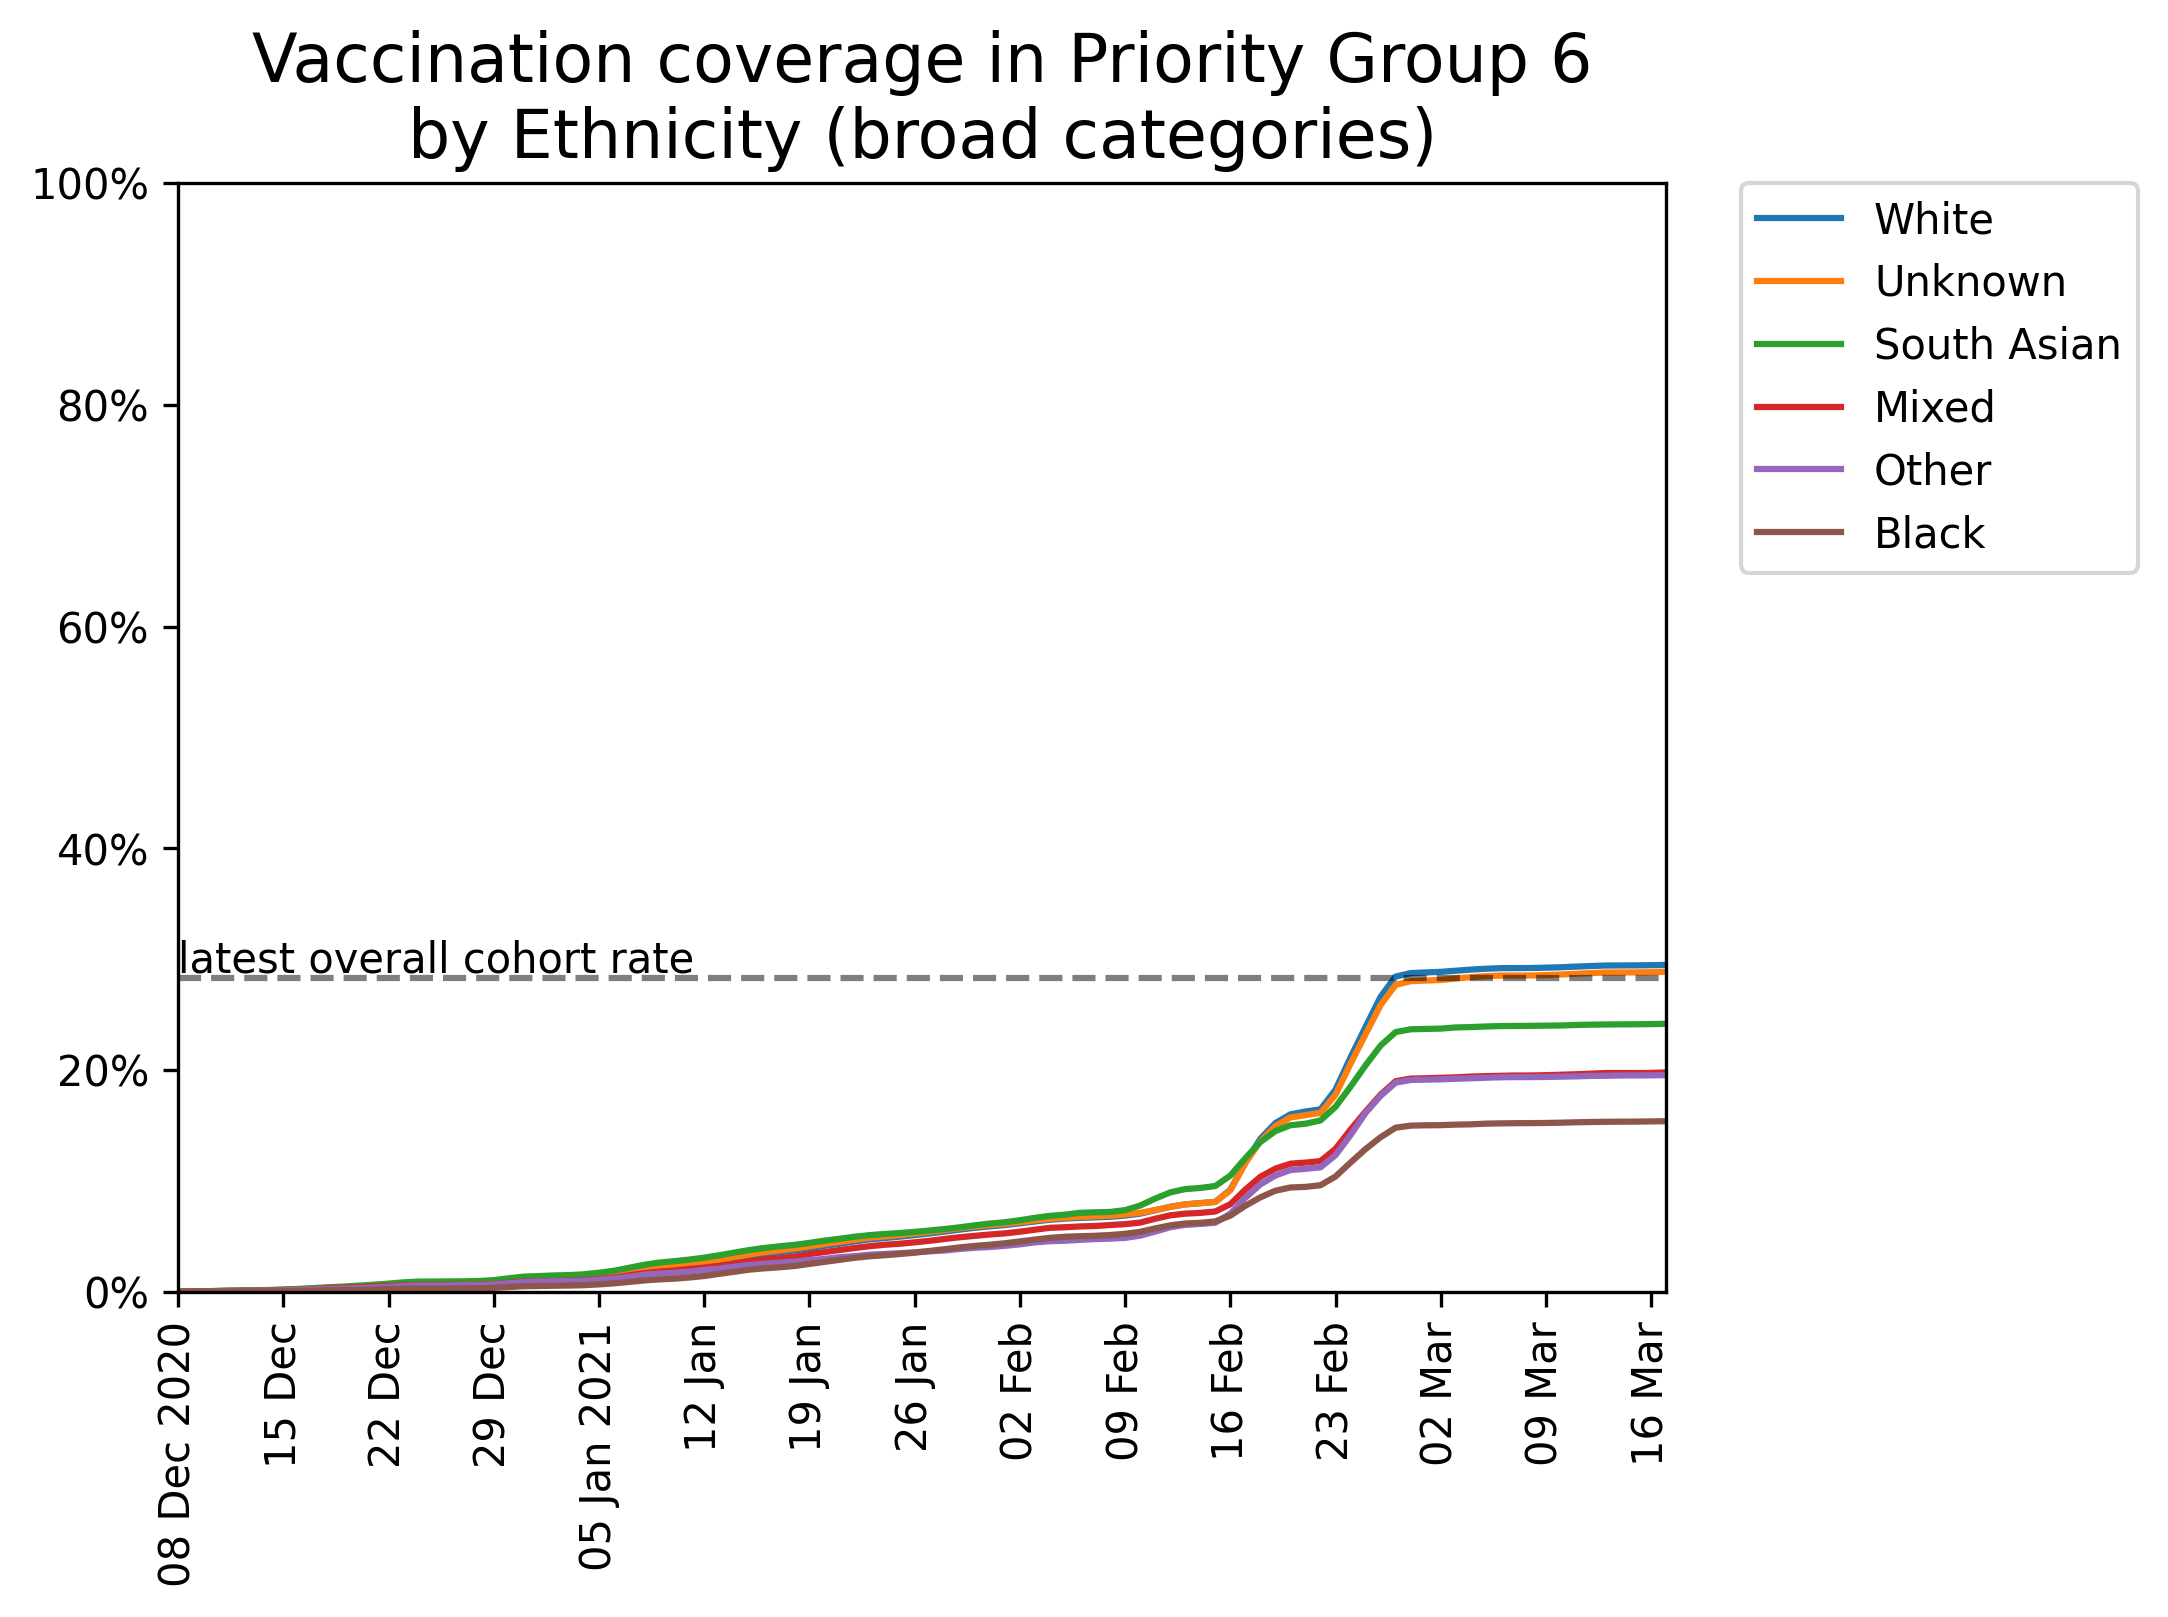 Vaccination coverage in Priority Group 6
by Ethnicity (broad categories)
100%
80%
60%
40%
20%
0%
latest overall cohort rate
White
Unknown
South Asian
Mixed
Other
Black
08 Dec 2020
15 Dec
22 Dec
29 Dec
05 Jan 2021
12 Jan
19 Jan
26 Jan
02 Feb
09 Feb
16 Feb
23 Feb
02 Mar
09 Mar
16 Mar